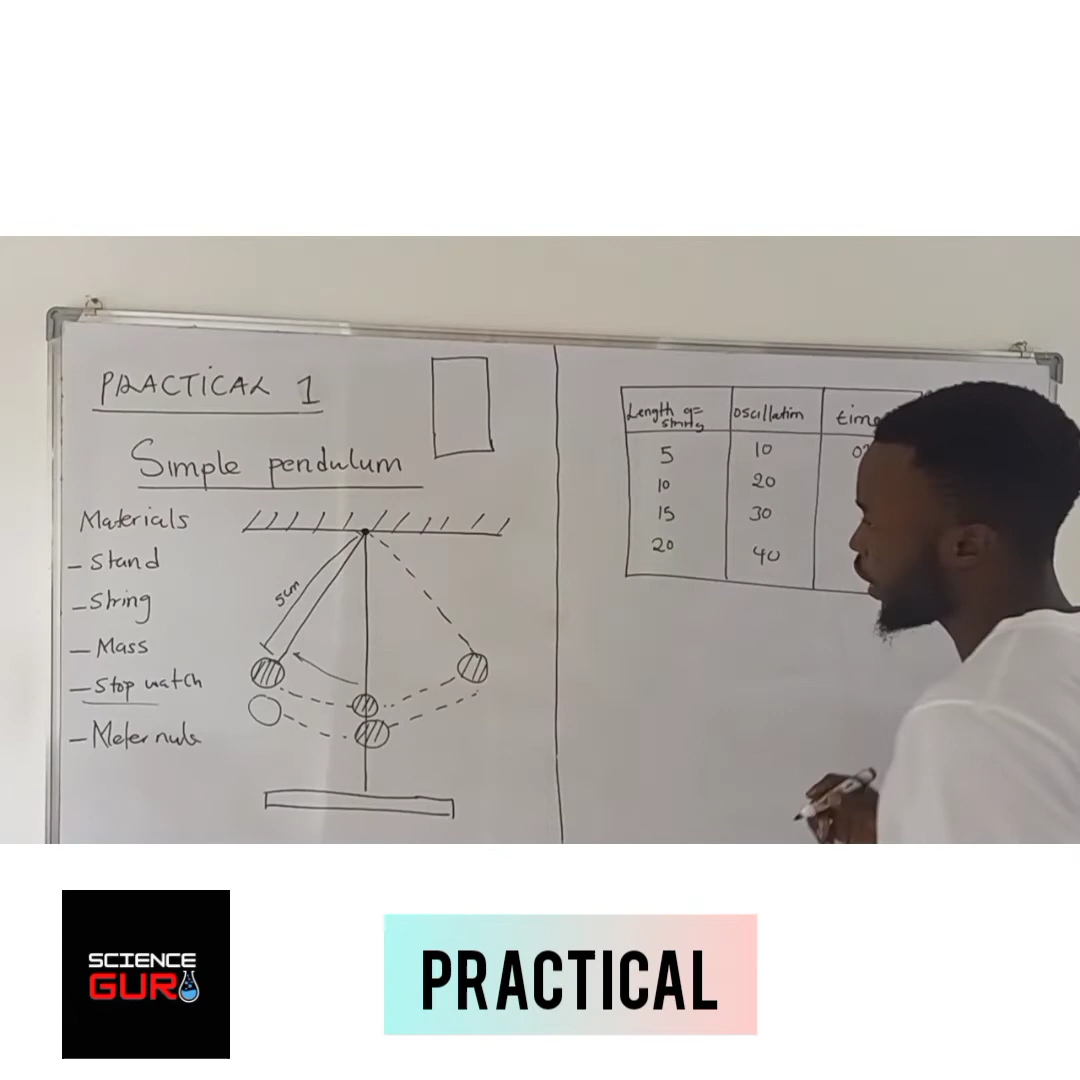 PRACTICAL 1
Simple pendulum
Materials
- Stand
- String
- Mass
- Stop watch
- Meter
5cm
Length of string
oscillation
time
5 10
10 20
15 30
20 40
SCIENCE
GURU
PRACTICAL